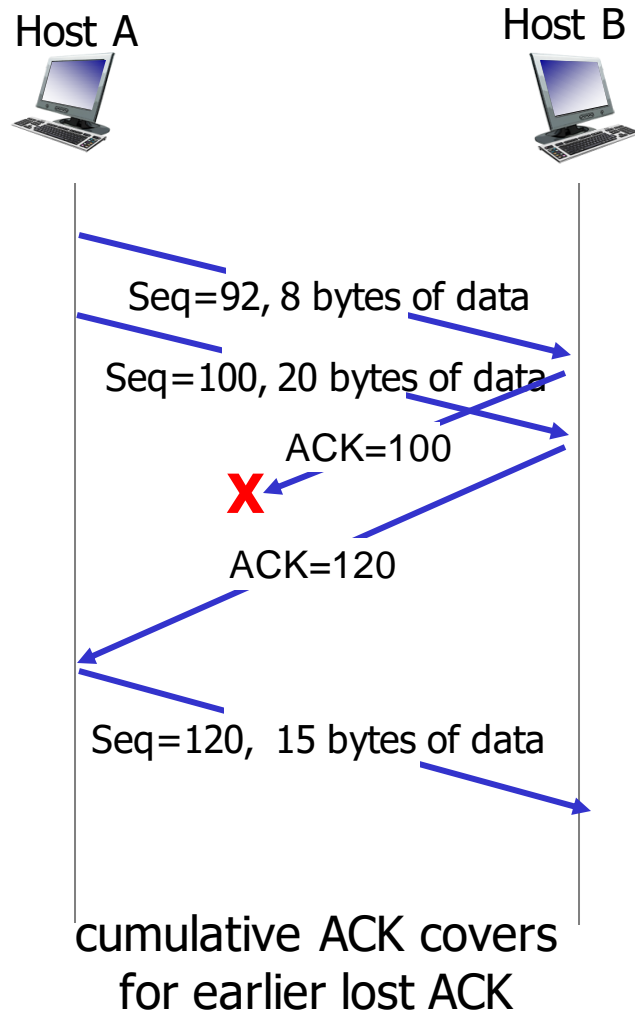 Host A
Host B
Seq=92, 8 bytes of data
Seq=100, 20 bytes of data
ACK=100
X
ACK=120
Seq=120, 15 bytes of data
cumulative ACK covers
for earlier lost ACK